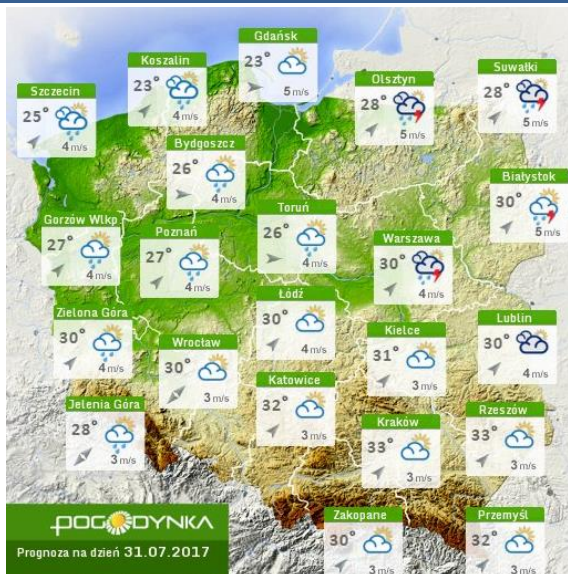 Gdańsk
23°
5 m/s
Koszalin
23°
4 m/s
Suwałki
28°
5 m/s
Olsztyn
28°
5 m/s
Szczecin
25°
4 m/s
Bydgoszcz
26°
4 m/s
Białystok
30°
5 m/s
Toruń
26°
4 m/s
Gorzów Wlkp
27°
4 m/s
Poznań
27°
4 m/s
Warszawa
30°
4 m/s
Łódź
30°
4 m/s
Zielona Góra
30°
4 m/s
Lublin
30°
4 m/s
Kielce
31°
3 m/s
Wrocław
30°
3 m/s
Katowice
32°
3 m/s
Jelenia Góra
28°
3 m/s
Rzeszów
33°
3 m/s
Kraków
33°
3 m/s
Zakopane
30°
3 m/s
Przemyśl
32°
3 m/s
POGODYNKA
Prognoza na dzień 31.07.2017